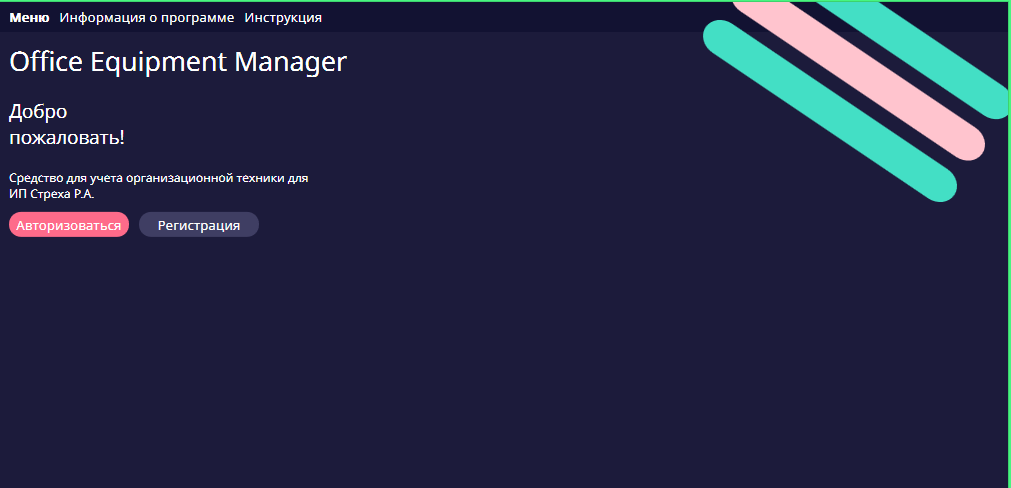 Меню Информация о программе Инструкция
Office Equipment Manager
Добро
пожаловать!
Средство для учета организационной техники для
ИП Стреха Р.А.
Авторизоваться Регистрация